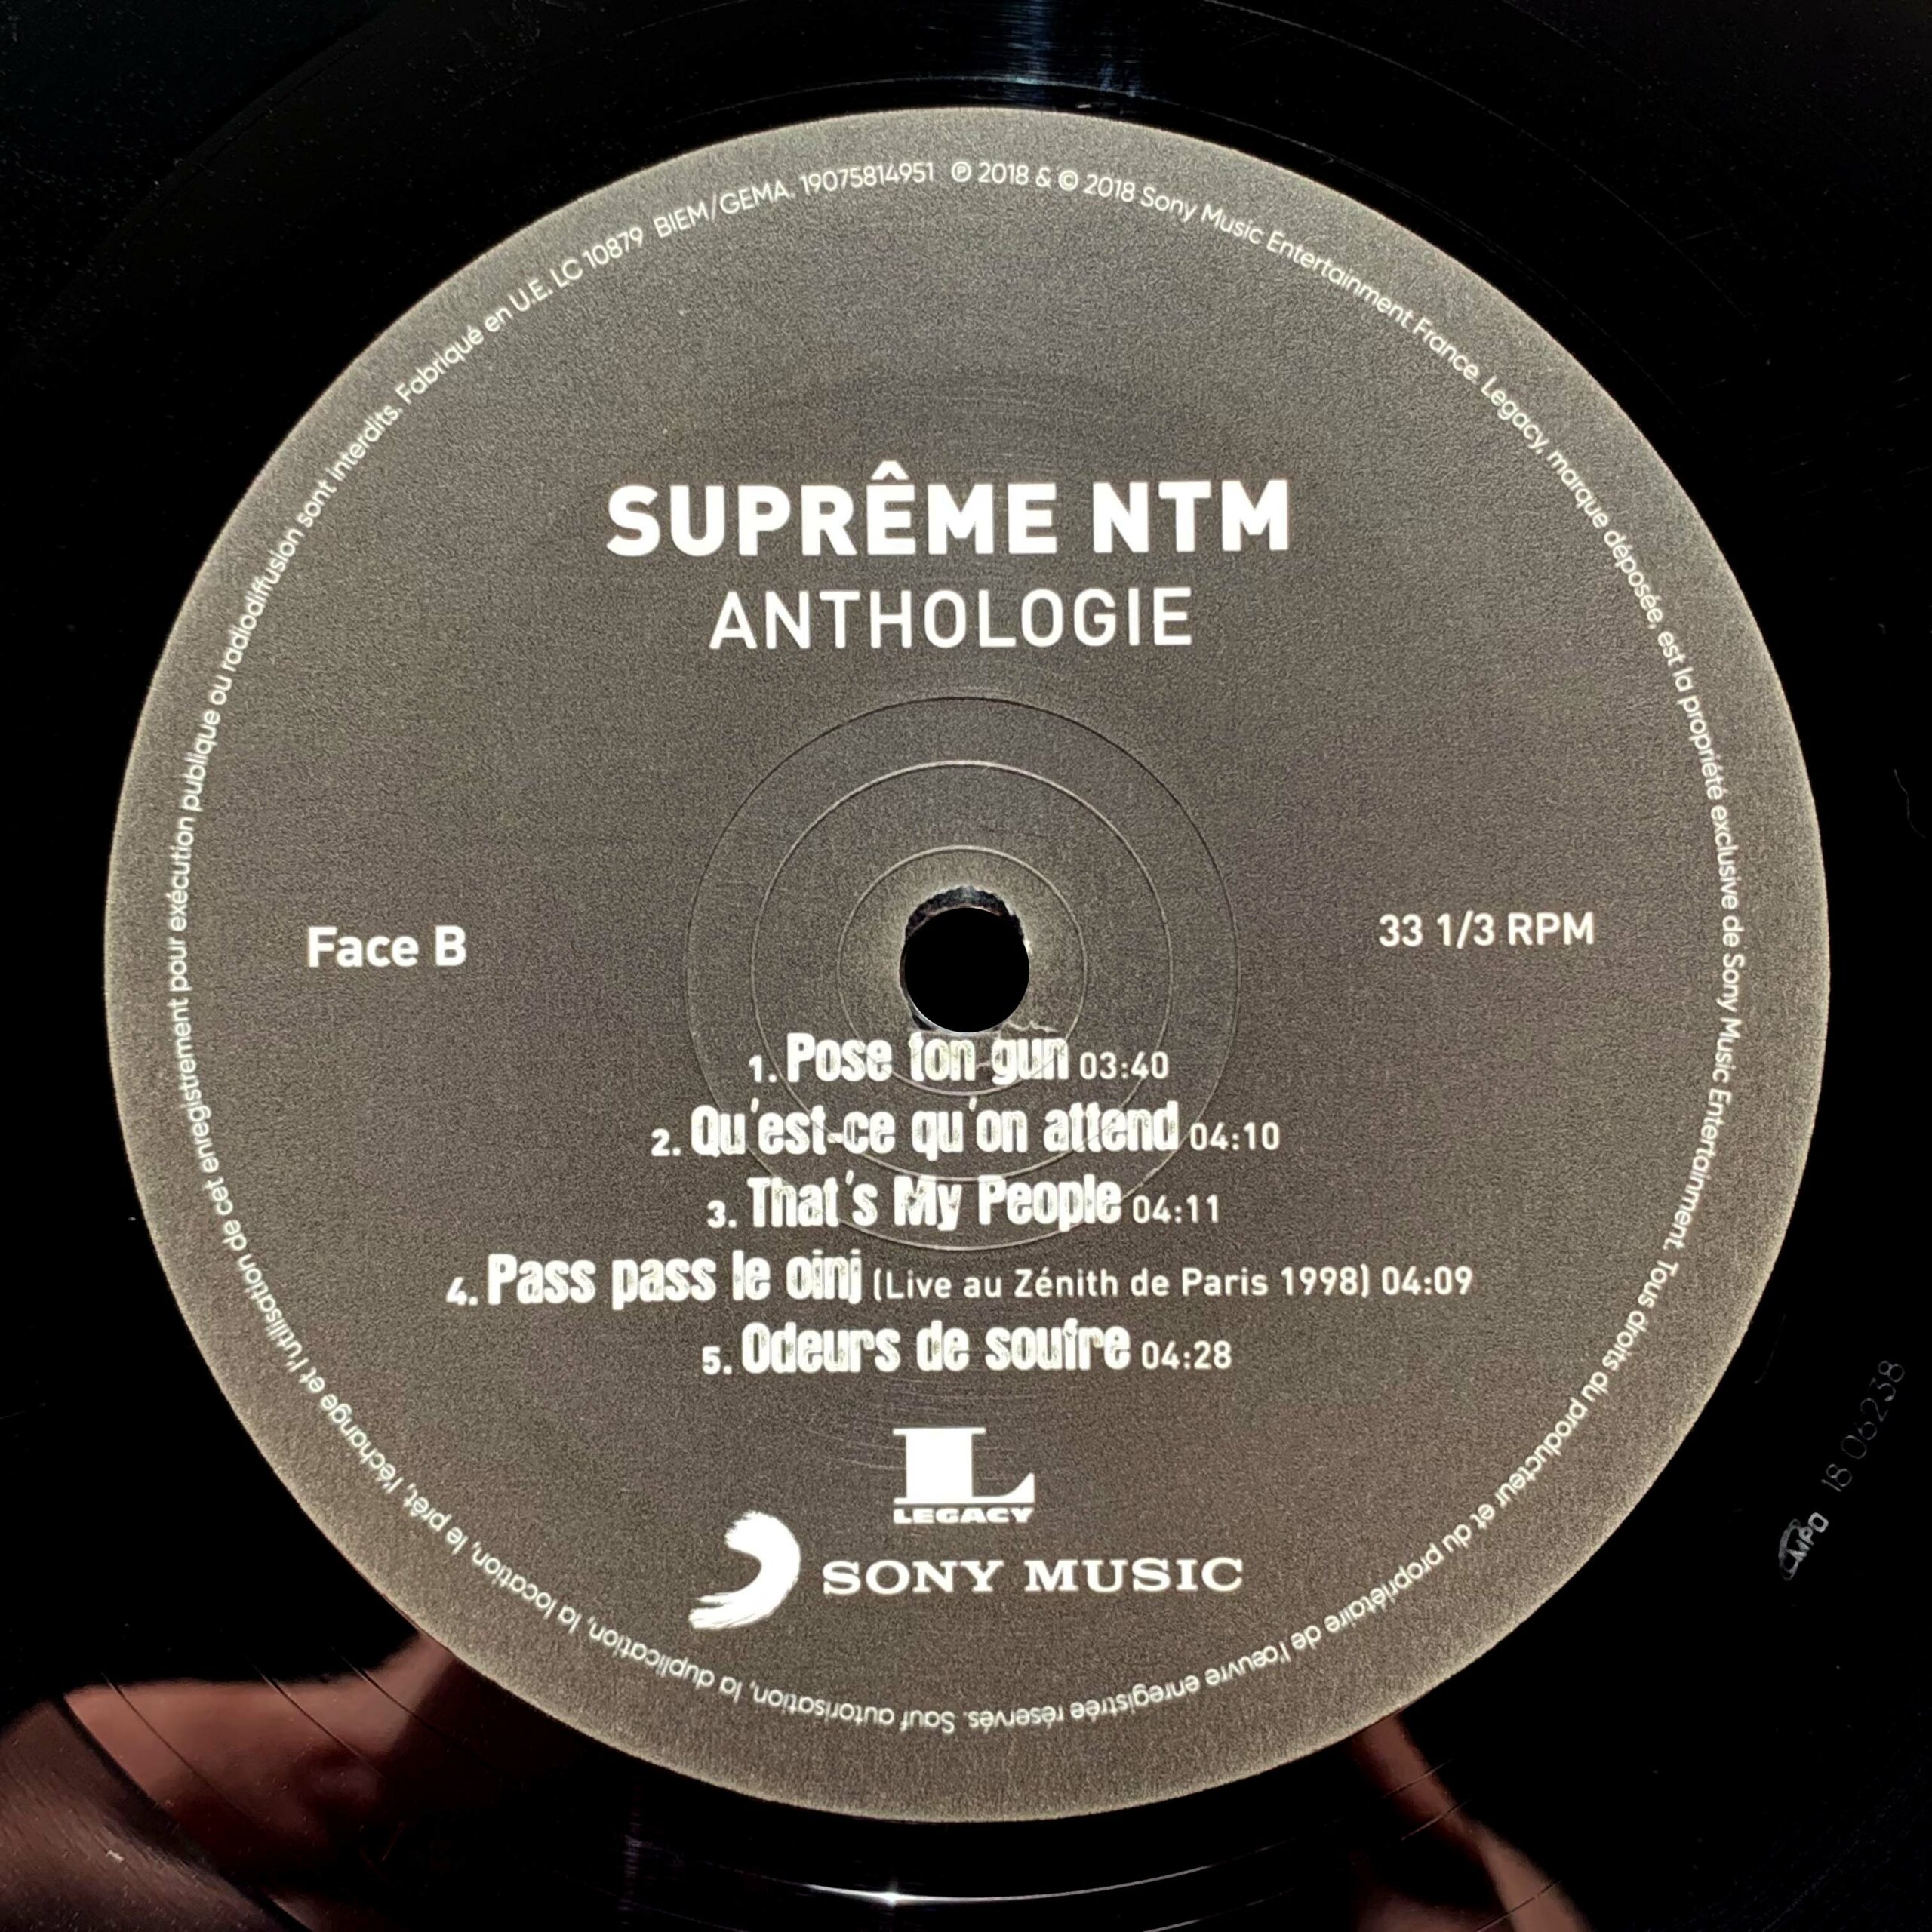 SUPRÊME NTM
ANTHOLOGIE
Face B
33 1/3 RPM
1. Pose ton gun 03:40
2. Qu'est-ce qu'on attend 04:10
3. That's My People 04:11
4. Pass pass le oinj (Live au Zénith de Paris 1998) 04:09
5. Odeurs de soufre 04:28
L
LEGACY
SONY MUSIC
℗ 2018 & © 2018 Sony Music Entertainment France. Legacy, marque déposée, est la propriété exclusive de Sony Music Entertainment. Tous droits du producteur et du propriétaire de l'œuvre enregistrée réservés. Sauf autorisation, la duplication, la location, le prêt, l'échange et l'utilisation de cet enregistrement pour exécution publique ou radiodiffusion sont interdits. Fabriqué en U.E. LC 10879 BIEM/GEMA. 19075814951
MPO 18 06238